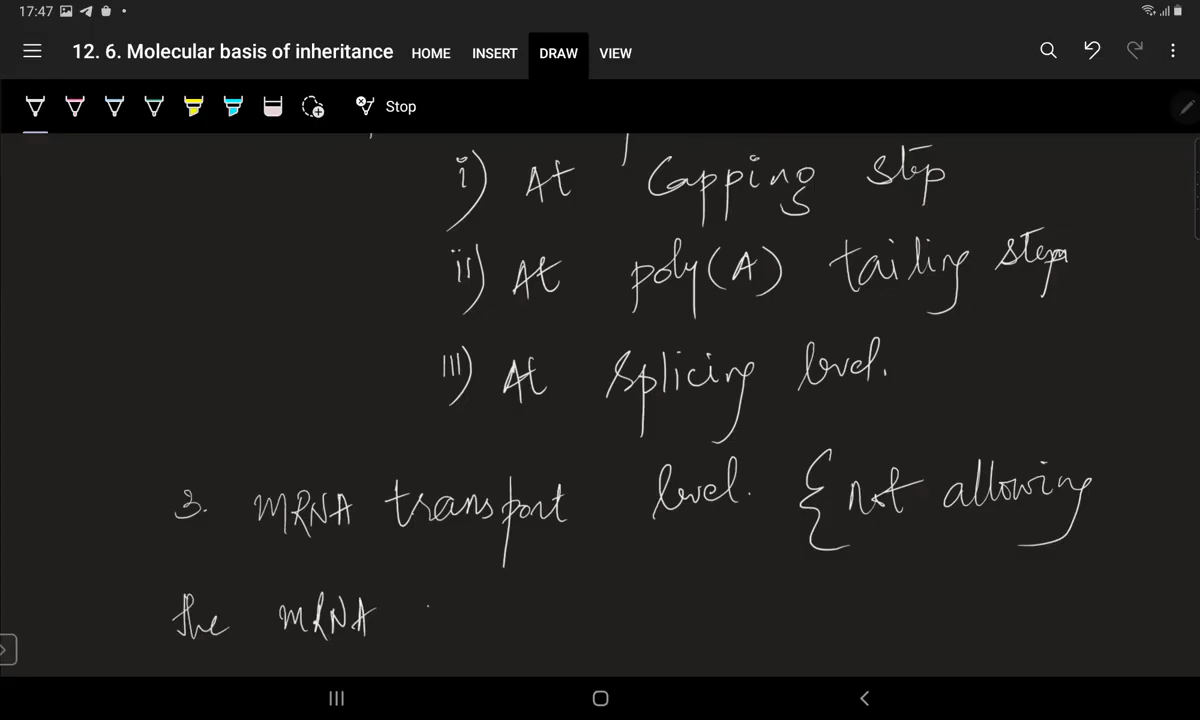 17:47
12. 6. Molecular basis of inheritance HOME INSERT DRAW VIEW
Stop
i) At Capping step
ii) At poly(A) tailing step
iii) At Splicing level.
3. mRNA transport level. { not allowing
the mRNA